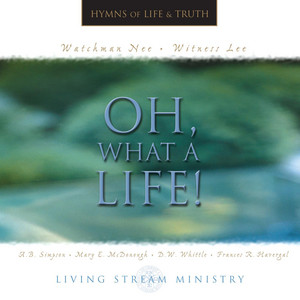 HYMNS OF LIFE & TRUTH
Watchman Nee • Witness Lee
OH,
WHAT A
LIFE!
A.B. Simpson • Mary E. McDonough • D.W. Whittle • Frances R. Havergal
LIVING STREAM MINISTRY